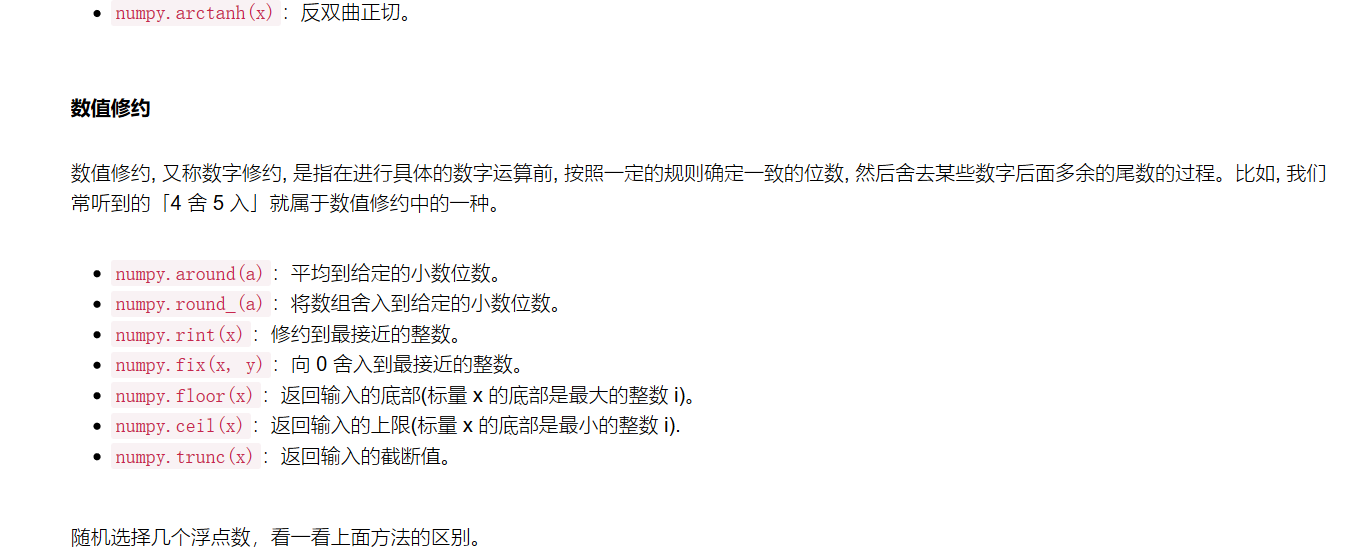 numpy.arctanh(x)：反双曲正切。
数值修约
数值修约, 又称数字修约, 是指在进行具体的数字运算前, 按照一定的规则确定一致的位数, 然后舍去某些数字后面多余的尾数的过程。比如, 我们
常听到的「4 舍 5 入」就属于数值修约中的一种。
numpy.around(a)：平均到给定的小数位数。
numpy.round_(a)：将数组舍入到给定的小数位数。
numpy.rint(x)：修约到最接近的整数。
numpy.fix(x, y)：向 0 舍入到最接近的整数。
numpy.floor(x)：返回输入的底部(标量 x 的底部是最大的整数 i)。
numpy.ceil(x)：返回输入的上限(标量 x 的底部是最小的整数 i).
numpy.trunc(x)：返回输入的截断值。
随机选择几个浮点数，看一看上面方法的区别。